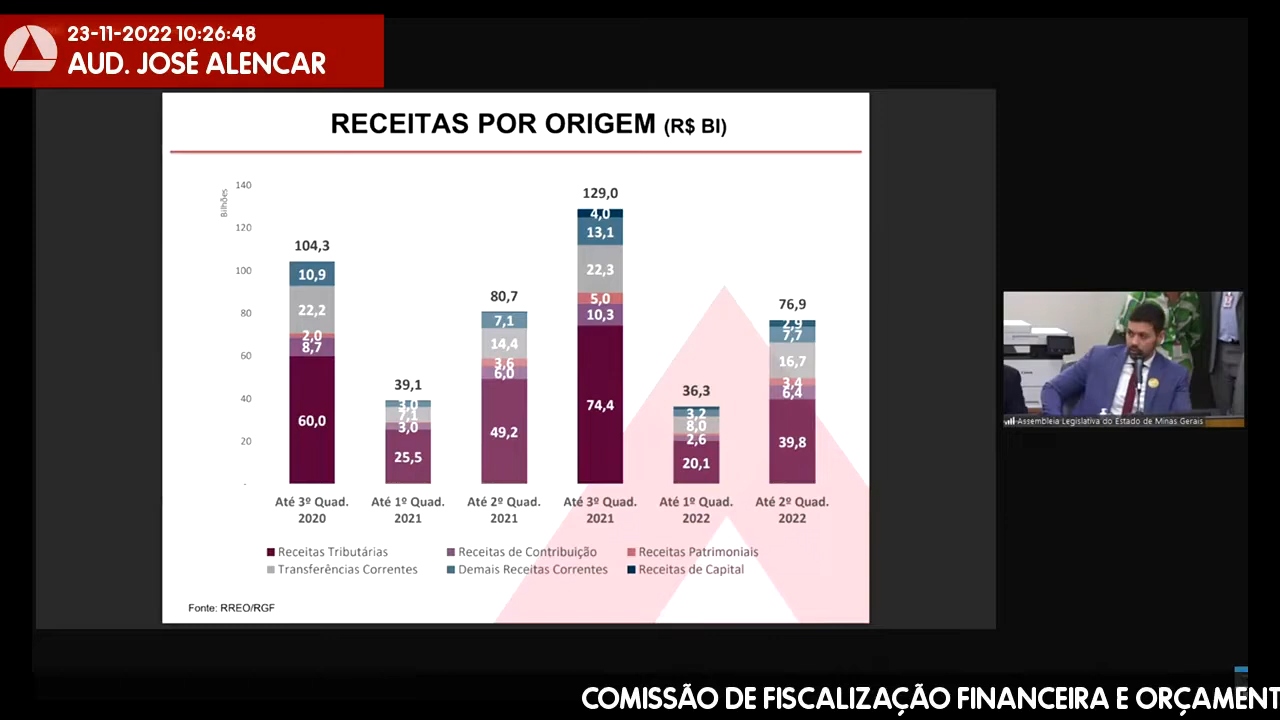 23-11-2022 10:26:48
AUD. JOSÉ ALENCAR
RECEITAS POR ORIGEM (R$ BI)
Bilhões
140
120
100
80
60
40
20
-
104,3
10,9
22,2
2,0
8,7
60,0
39,1
3,0
7,1
3,0
25,5
80,7
7,1
14,4
3,6
6,0
49,2
129,0
4,0
13,1
22,3
5,0
10,3
74,4
36,3
3,2
8,0
2,6
20,1
76,9
2,9
7,7
16,7
3,4
6,4
39,8
Até 3º Quad.
2020
Até 1º Quad.
2021
Até 2º Quad.
2021
Até 3º Quad.
2021
Até 1º Quad.
2022
Até 2º Quad.
2022
Receitas Tributárias
Receitas de Contribuição
Receitas Patrimoniais
Transferências Correntes
Demais Receitas Correntes
Receitas de Capital
Fonte: RREO/RGF
Assembleia Legislativa do Estado de Minas Gerais
COMISSÃO DE FISCALIZAÇÃO FINANCEIRA E ORÇAMENT